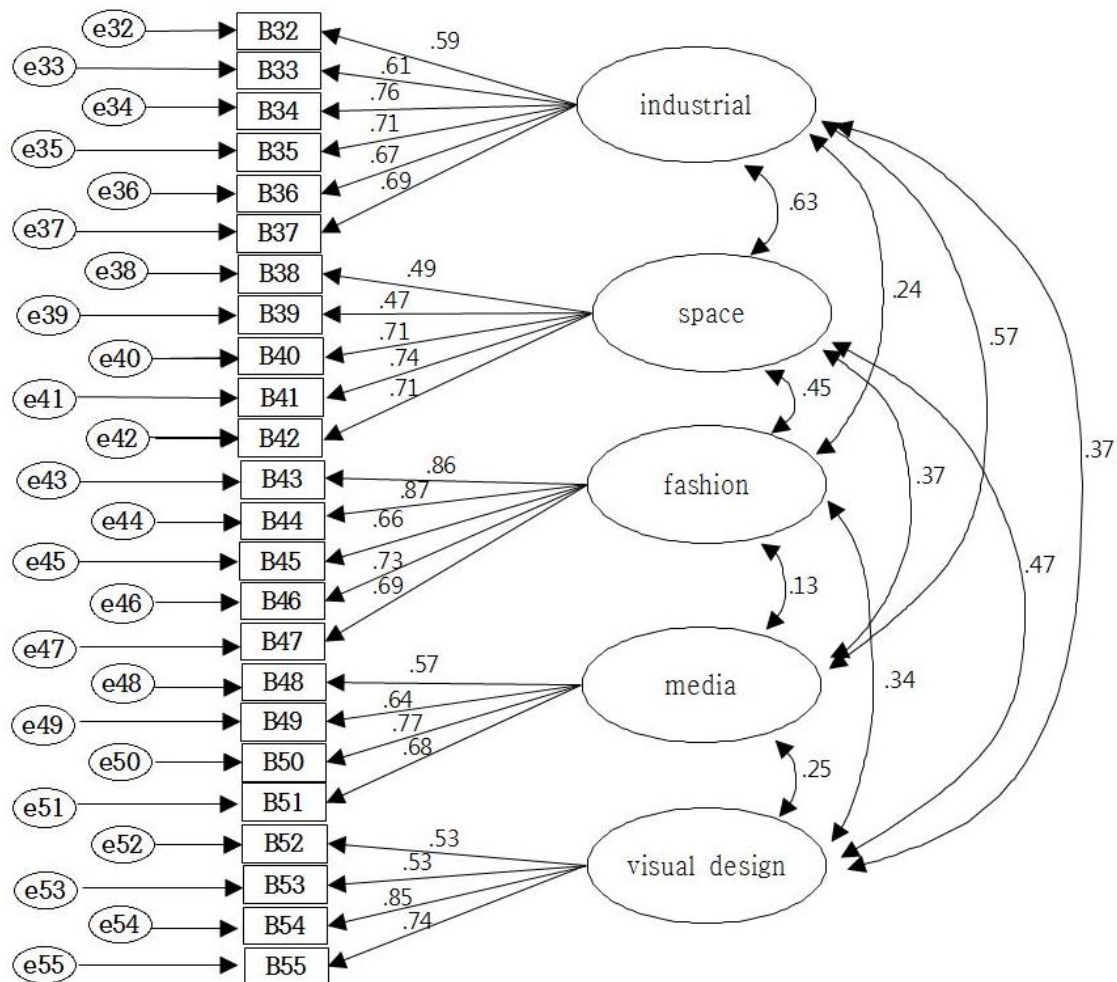 e32 B32 .59
e33 B33 .61 industrial
e34 B34 .76
e35 B35 .71
e36 B36 .67
e37 B37 .69 .63
e38 B38 .49 .24
e39 B39 .47 space .57
e40 B40 .71
e41 B41 .74 .45
e42 B42 .71 .37
e43 B43 .86 fashion .37
e44 B44 .87
e45 B45 .66 .47
e46 B46 .73 .13
e47 B47 .69
e48 B48 .57 media .34
e49 B49 .64
e50 B50 .77 .25
e51 B51 .68
e52 B52 .53
e53 B53 .53 visual design
e54 B54 .85
e55 B55 .74